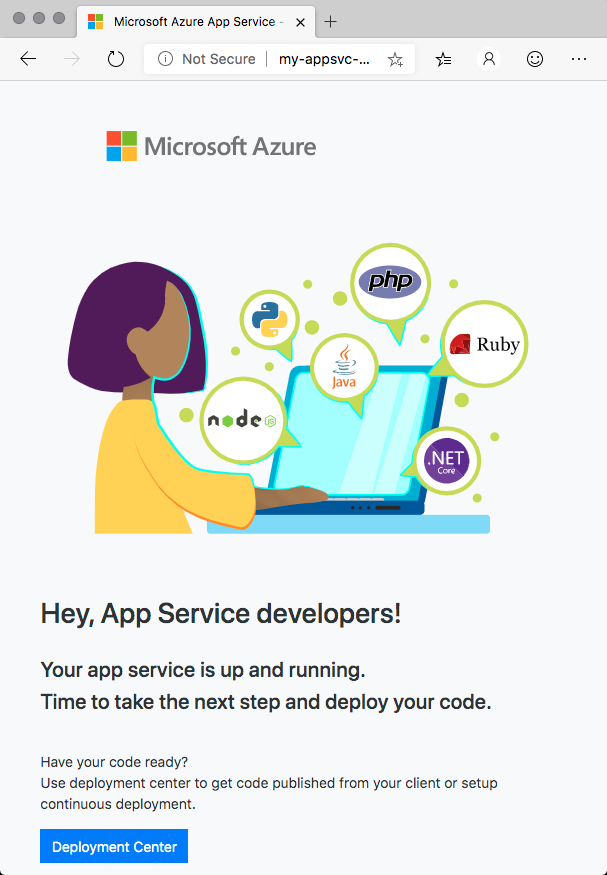 Microsoft Azure App Service -
Not Secure
my-appsvc-...
Microsoft Azure
php
Ruby
Java
node
JS
.NET
Core
Hey, App Service developers!
Your app service is up and running.
Time to take the next step and deploy your code.
Have your code ready?
Use deployment center to get code published from your client or setup
continuous deployment.
Deployment Center